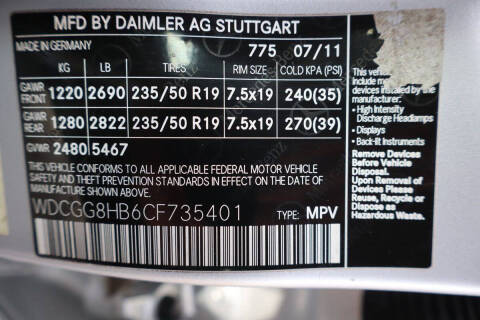 MFD BY DAIMLER AG STUTTGART
MADE IN GERMANY 775 07/11
KG LB TIRES RIM SIZE COLD KPA (PSI)
GAWR FRONT 1220 2690 235/50 R19 7.5x19 240(35)
GAWR REAR 1280 2822 235/50 R19 7.5x19 270(39)
GVWR 2480 5467
THIS VEHICLE CONFORMS TO ALL APPLICABLE FEDERAL MOTOR VEHICLE
SAFETY AND THEFT PREVENTION STANDARDS IN EFFECT ON THE DATE OF
MANUFACTURE SHOWN ABOVE.
WDCGG8HB6CF735401 TYPE: MPV
This vehi
include
mer
devices installed by the
manufacturer:
• High Intensity
Discharge Headlamps
• Displays
• Back-lit Instruments
Remove Devices
Before Vehicle
Disposal. Please
Reuse, Recycle or
Dispose as
Hazardous Waste.